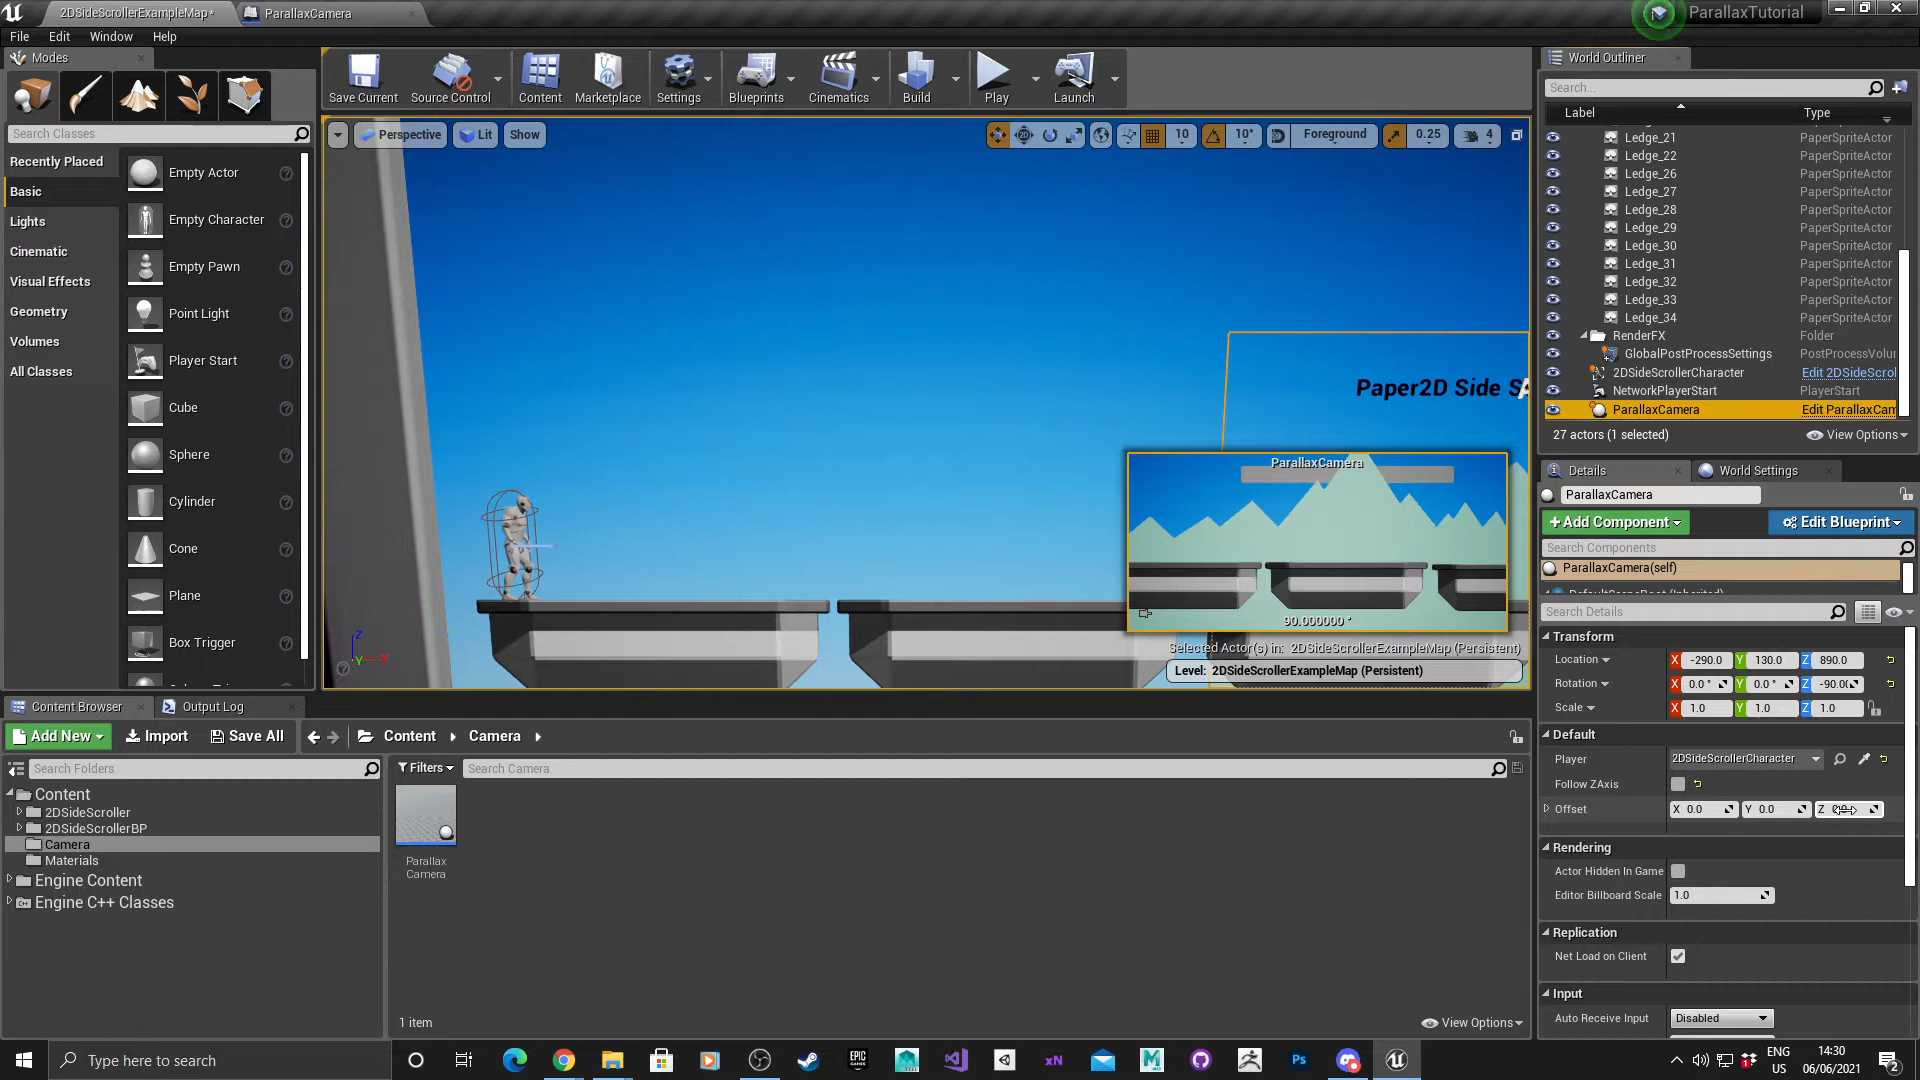 2DSideScrollerExampleMap*
ParallaxCamera
ParallaxTutorial
File Edit Window Help
Modes
Search Classes
Recently Placed
Basic
Lights
Cinematic
Visual Effects
Geometry
Volumes
All Classes
Empty Actor
Empty Character
Empty Pawn
Point Light
Player Start
Cube
Sphere
Cylinder
Cone
Plane
Box Trigger
Save Current
Source Control
Content
Marketplace
Settings
Blueprints
Cinematics
Build
Play
Launch
Perspective
Lit
Show
10
10°
Foreground
0.25
4
Paper2D Side S
ParallaxCamera
90.000000 °
Selected Actor(s) in: 2DSideScrollerExampleMap (Persistent)
Level: 2DSideScrollerExampleMap (Persistent)
Z
Y
X
World Outliner
Search...
Label Type
Ledge_21 PaperSpriteActor
Ledge_22 PaperSpriteActor
Ledge_26 PaperSpriteActor
Ledge_27 PaperSpriteActor
Ledge_28 PaperSpriteActor
Ledge_29 PaperSpriteActor
Ledge_30 PaperSpriteActor
Ledge_31 PaperSpriteActor
Ledge_32 PaperSpriteActor
Ledge_33 PaperSpriteActor
Ledge_34 PaperSpriteActor
RenderFX Folder
GlobalPostProcessSettings PostProcessVolu
2DSideScrollerCharacter Edit 2DSideScrol
NetworkPlayerStart PlayerStart
ParallaxCamera Edit ParallaxCam
27 actors (1 selected)
View Options
Details
World Settings
ParallaxCamera
+Add Component
Edit Blueprint
Search Components
ParallaxCamera(self)
Search Details
Transform
Location X -290.0 Y 130.0 Z 890.0
Rotation X 0.0 ° Y 0.0 ° Z -90.0
Scale X 1.0 Y 1.0 Z 1.0
Default
Player 2DSideScrollerCharacter
Follow ZAxis
Offset X 0.0 Y 0.0 Z
Rendering
Actor Hidden In Game
Editor Billboard Scale 1.0
Replication
Net Load on Client
Input
Auto Receive Input Disabled
Content Browser
Output Log
Add New
Import
Save All
Content
Camera
Search Folders
Filters
Search Camera
Content
2DSideScroller
2DSideScrollerBP
Camera
Materials
Engine Content
Engine C++ Classes
Parallax
Camera
1 item
View Options
Type here to search
EPIC
GAMES
xN
Ps
ENG
US
14:30
06/06/2021
2